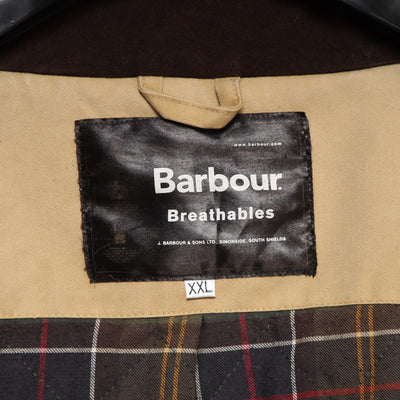 www.barbour.com
Barbour.
Breathables
J. BARBOUR & SONS LTD., SIMONSIDE, SOUTH SHIELDS
XXL